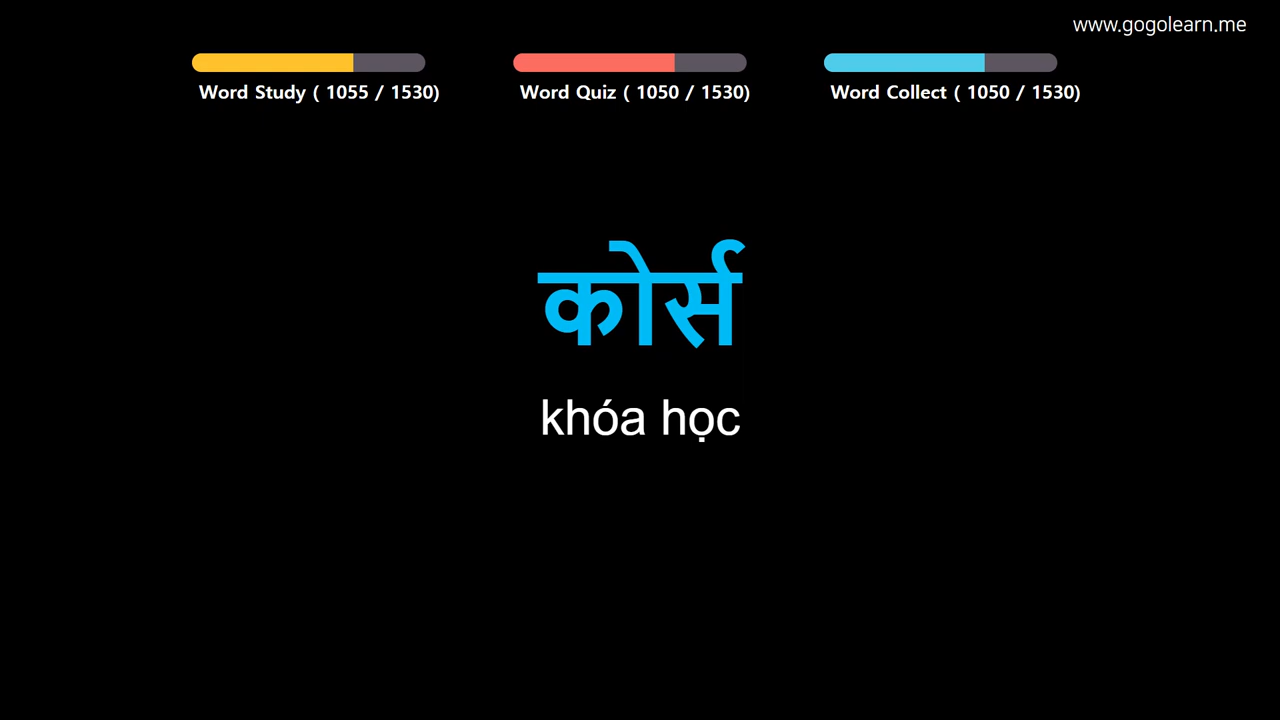 www.gogolearn.me
Word Study ( 1055 / 1530)
Word Quiz ( 1050 / 1530)
Word Collect ( 1050 / 1530)
कोर्स
khóa học